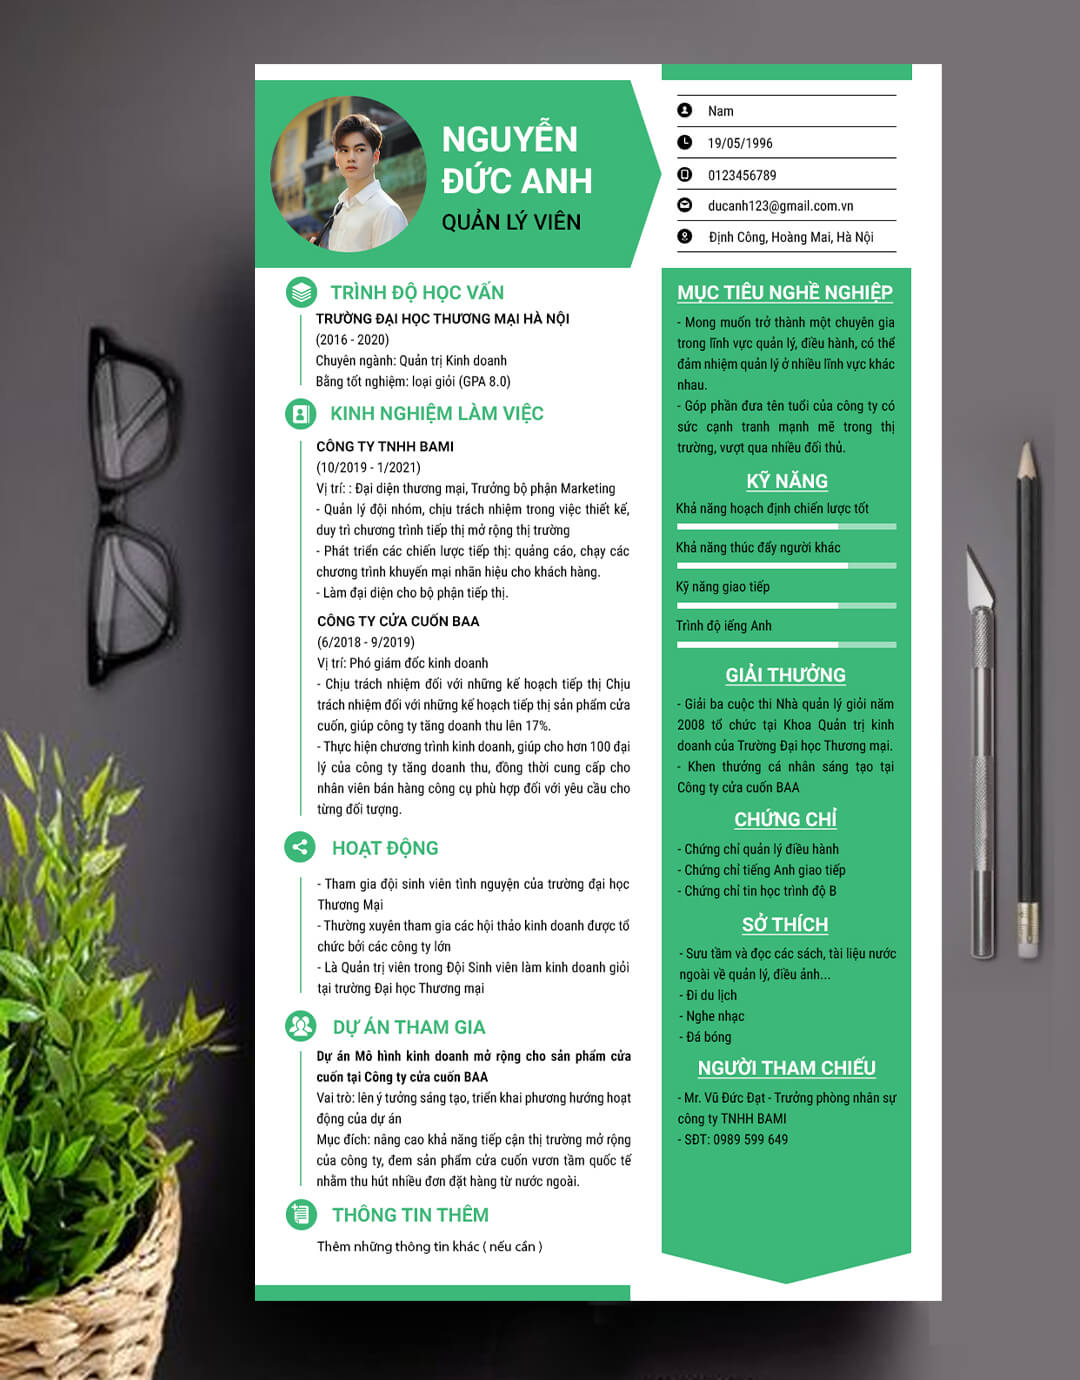 NGUYỄN
ĐỨC ANH
QUẢN LÝ VIÊN
Nam
19/05/1996
0123456789
ducanh123@gmail.com.vn
Định Công, Hoàng Mai, Hà Nội
TRÌNH ĐỘ HỌC VẤN
TRƯỜNG ĐẠI HỌC THƯƠNG MẠI HÀ NỘI
(2016 - 2020)
Chuyên ngành: Quản trị Kinh doanh
Bằng tốt nghiệm: loại giỏi (GPA 8.0)
KINH NGHIỆM LÀM VIỆC
CÔNG TY TNHH BAMI
(10/2019 - 1/2021)
Vị trí: : Đại diện thương mại, Trưởng bộ phận Marketing
- Quản lý đội nhóm, chịu trách nhiệm trong việc thiết kế,
duy trì chương trình tiếp thị mở rộng thị trường
- Phát triển các chiến lược tiếp thị: quảng cáo, chạy các
chương trình khuyến mại nhãn hiệu cho khách hàng.
- Làm đại diện cho bộ phận tiếp thị.
CÔNG TY CỬA CUỐN BAA
(6/2018 - 9/2019)
Vị trí: Phó giám đốc kinh doanh
- Chịu trách nhiệm đối với những kế hoạch tiếp thị Chịu
trách nhiệm đối với những kế hoạch tiếp thị sản phẩm cửa
cuốn, giúp công ty tăng doanh thu lên 17%.
- Thực hiện chương trình kinh doanh, giúp cho hơn 100 đại
lý của công ty tăng doanh thu, đồng thời cung cấp cho
nhân viên bán hàng công cụ phù hợp đối với yêu cầu cho
từng đối tượng.
HOẠT ĐỘNG
- Tham gia đội sinh viên tình nguyện của trường đại học
Thương Mại
- Thường xuyên tham gia các hội thảo kinh doanh được tổ
chức bởi các công ty lớn
- Là Quản trị viên trong Đội Sinh viên làm kinh doanh giỏi
tại trường Đại học Thương mại
DỰ ÁN THAM GIA
Dự án Mô hình kinh doanh mở rộng cho sản phẩm cửa
cuốn tại Công ty cửa cuốn BAA
Vai trò: lên ý tưởng sáng tạo, triển khai phương hướng hoạt
động của dự án
Mục đích: nâng cao khả năng tiếp cận thị trường mở rộng
của công ty, đem sản phẩm cửa cuốn vươn tầm quốc tế
nhằm thu hút nhiều đơn đặt hàng từ nước ngoài.
THÔNG TIN THÊM
Thêm những thông tin khác ( nếu cần )
MỤC TIÊU NGHỀ NGHIỆP
- Mong muốn trở thành một chuyên gia
trong lĩnh vực quản lý, điều hành, có thể
đảm nhiệm quản lý ở nhiều lĩnh vực khác
nhau.
- Góp phần đưa tên tuổi của công ty có
sức cạnh tranh mạnh mẽ trong thị
trường, vượt qua nhiều đối thủ.
KỸ NĂNG
Khả năng hoạch định chiến lược tốt
Khả năng thúc đẩy người khác
Kỹ năng giao tiếp
Trình độ iếng Anh
GIẢI THƯỞNG
- Giải ba cuộc thi Nhà quản lý giỏi năm
2008 tổ chức tại Khoa Quản trị kinh
doanh của Trường Đại học Thương mại.
- Khen thưởng cá nhân sáng tạo tại
Công ty cửa cuốn BAA
CHỨNG CHỈ
- Chứng chỉ quản lý điều hành
- Chứng chỉ tiếng Anh giao tiếp
- Chứng chỉ tin học trình độ B
SỞ THÍCH
- Sưu tầm và đọc các sách, tài liệu nước
ngoài về quản lý, điều ảnh...
- Đi du lịch
- Nghe nhạc
- Đá bóng
NGƯỜI THAM CHIẾU
- Mr. Vũ Đức Đạt - Trưởng phòng nhân sự
công ty TNHH BAMI
- SĐT: 0989 599 649